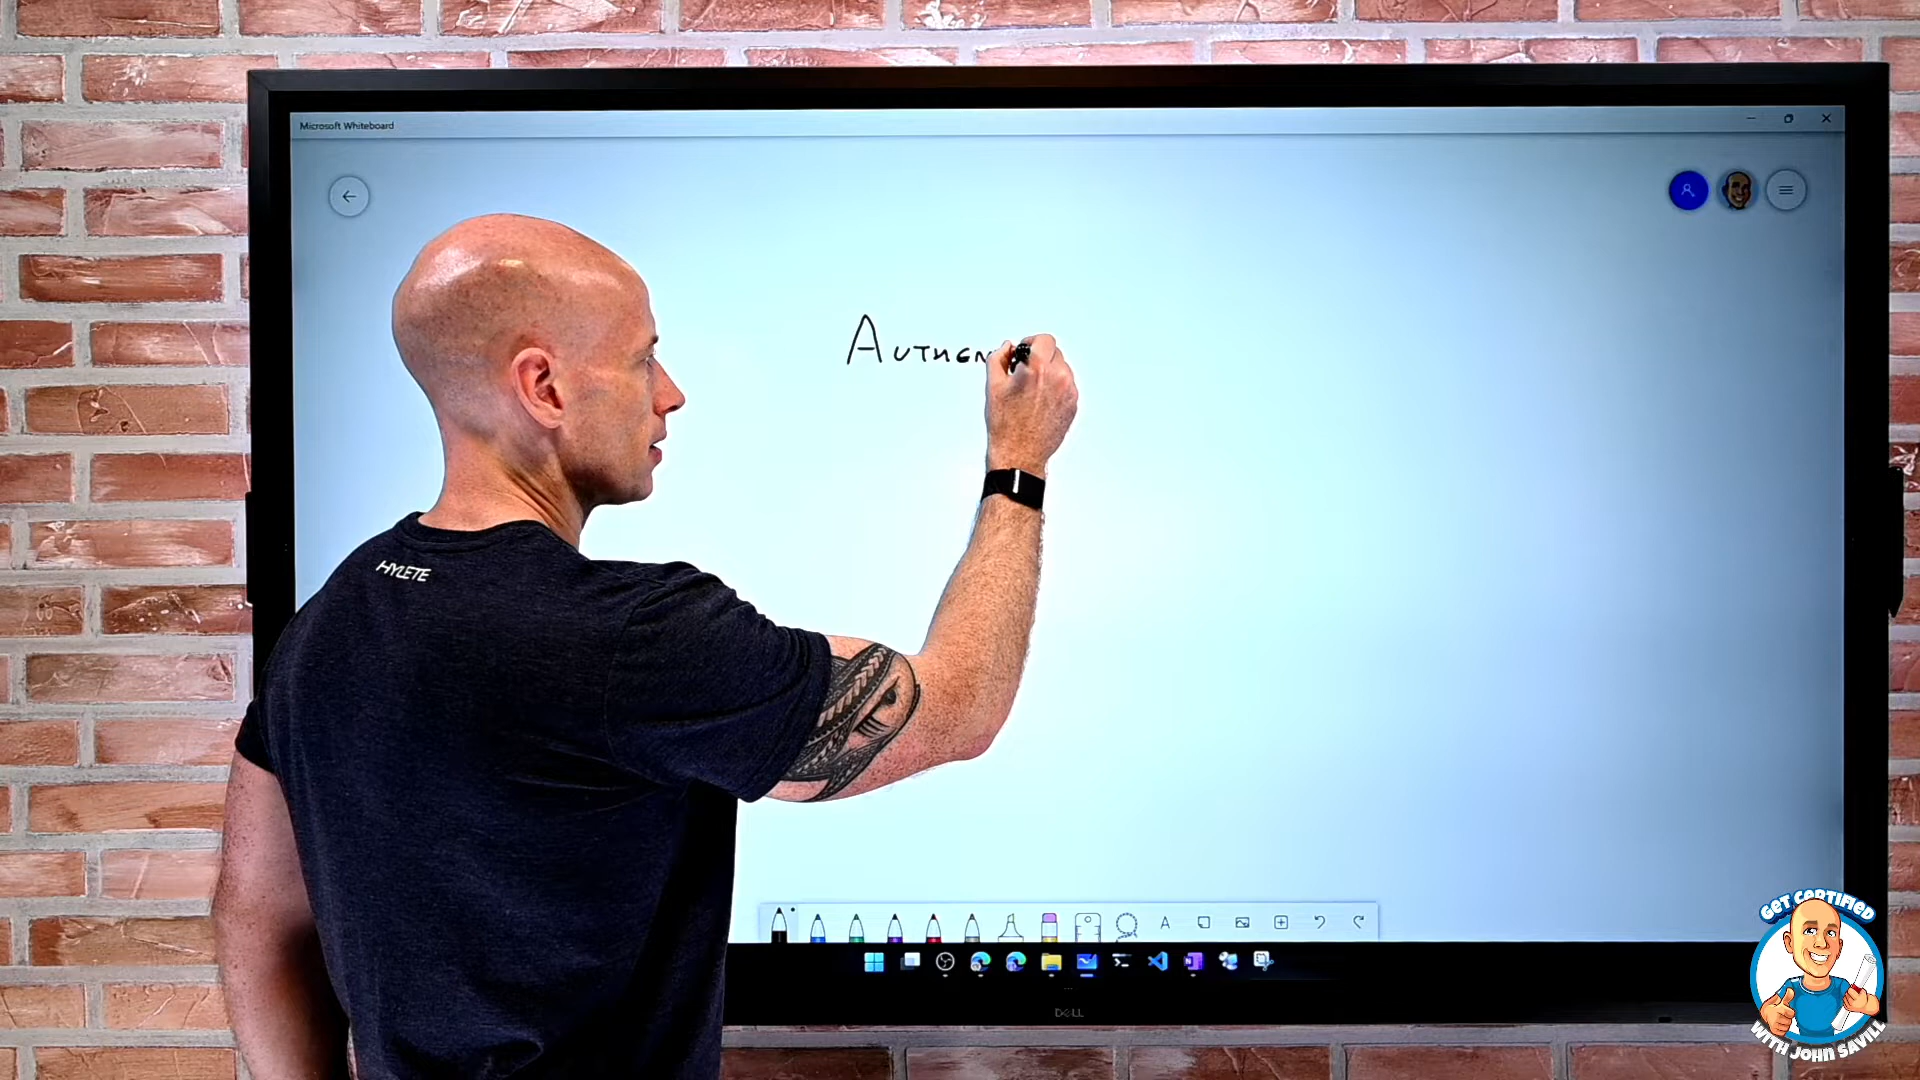 Microsoft Whiteboard
AUTHEN
HYLETE
A
DELL
GET CERTIFIED
WITH JOHN SAVILL